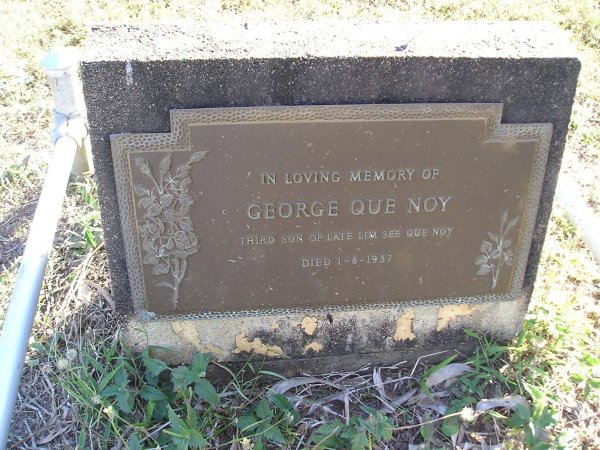 IN LOVING MEMORY OF
GEORGE QUE NOY
THIRD SON OF LATE LIM SEE QUE NOY
DIED 1-8-1937